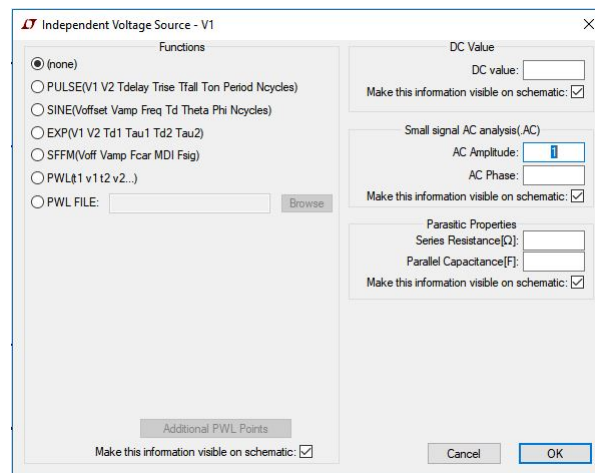 Independent Voltage Source - V1
Functions
(none)
PULSE(V1 V2 Tdelay Trise Tfall Ton Period Ncycles)
SINE(Voffset Vamp Freq Td Theta Phi Ncycles)
EXP(V1 V2 Td1 Tau1 Td2 Tau2)
SFFM(Voff Vamp Fcar MDI Fsig)
PWL(t1 v1 t2 v2...)
PWL FILE:
Browse
Additional PWL Points
Make this information visible on schematic:
DC Value
DC value:
Make this information visible on schematic:
Small signal AC analysis(.AC)
AC Amplitude: 1
AC Phase:
Make this information visible on schematic:
Parasitic Properties
Series Resistance[Ω]:
Parallel Capacitance[F]:
Make this information visible on schematic:
Cancel
OK